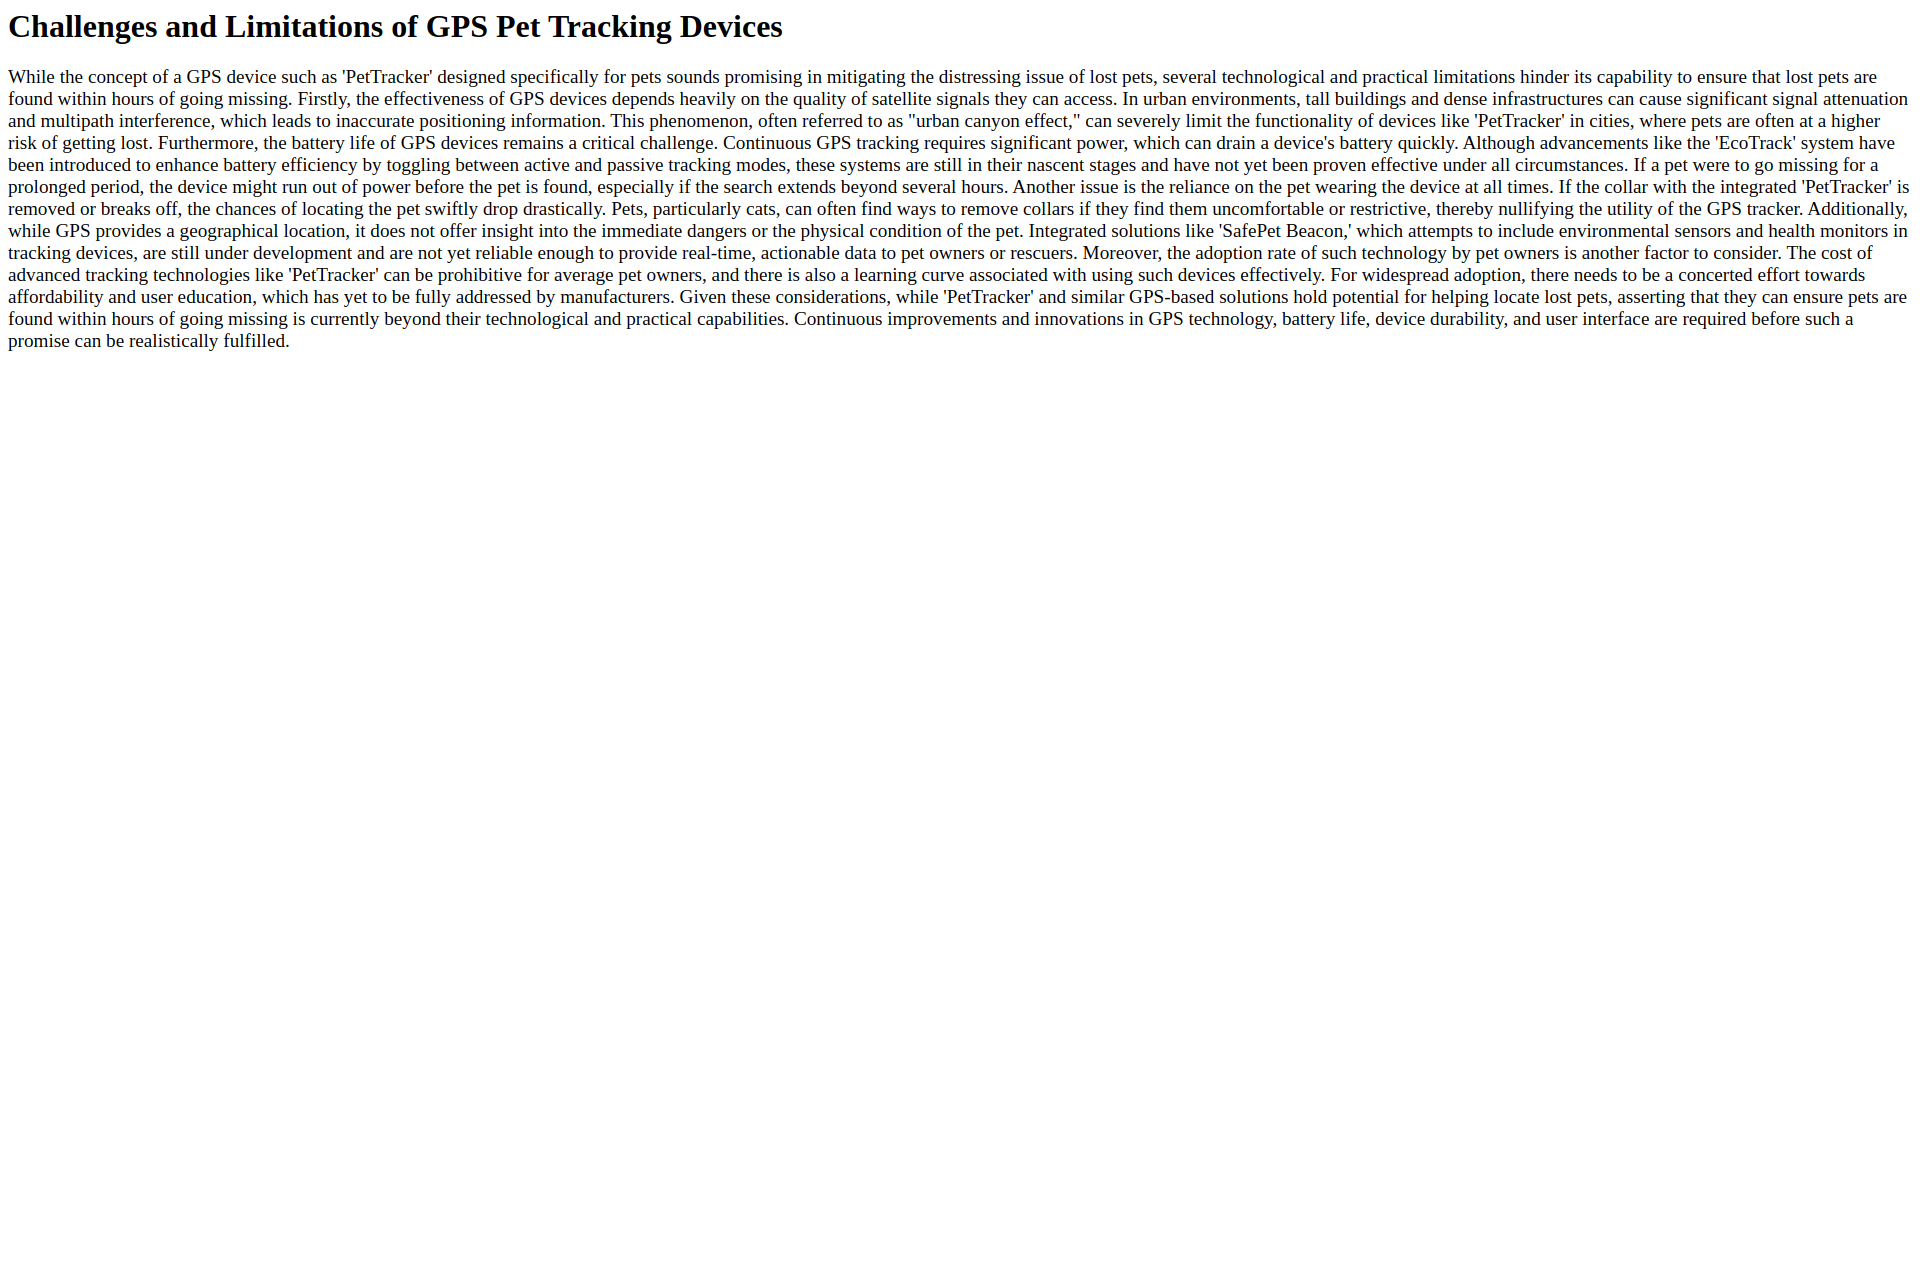 Challenges and Limitations of GPS Pet Tracking Devices
While the concept of a GPS device such as 'PetTracker' designed specifically for pets sounds promising in mitigating the distressing issue of lost pets, several technological and practical limitations hinder its capability to ensure that lost pets are
found within hours of going missing. Firstly, the effectiveness of GPS devices depends heavily on the quality of satellite signals they can access. In urban environments, tall buildings and dense infrastructures can cause significant signal attenuation
and multipath interference, which leads to inaccurate positioning information. This phenomenon, often referred to as "urban canyon effect," can severely limit the functionality of devices like 'PetTracker' in cities, where pets are often at a higher
risk of getting lost. Furthermore, the battery life of GPS devices remains a critical challenge. Continuous GPS tracking requires significant power, which can drain a device's battery quickly. Although advancements like the 'EcoTrack' system have
been introduced to enhance battery efficiency by toggling between active and passive tracking modes, these systems are still in their nascent stages and have not yet been proven effective under all circumstances. If a pet were to go missing for a
prolonged period, the device might run out of power before the pet is found, especially if the search extends beyond several hours. Another issue is the reliance on the pet wearing the device at all times. If the collar with the integrated 'PetTracker' is
removed or breaks off, the chances of locating the pet swiftly drop drastically. Pets, particularly cats, can often find ways to remove collars if they find them uncomfortable or restrictive, thereby nullifying the utility of the GPS tracker. Additionally,
while GPS provides a geographical location, it does not offer insight into the immediate dangers or the physical condition of the pet. Integrated solutions like 'SafePet Beacon,' which attempts to include environmental sensors and health monitors in
tracking devices, are still under development and are not yet reliable enough to provide real-time, actionable data to pet owners or rescuers. Moreover, the adoption rate of such technology by pet owners is another factor to consider. The cost of
advanced tracking technologies like 'PetTracker' can be prohibitive for average pet owners, and there is also a learning curve associated with using such devices effectively. For widespread adoption, there needs to be a concerted effort towards
affordability and user education, which has yet to be fully addressed by manufacturers. Given these considerations, while 'PetTracker' and similar GPS-based solutions hold potential for helping locate lost pets, asserting that they can ensure pets are
found within hours of going missing is currently beyond their technological and practical capabilities. Continuous improvements and innovations in GPS technology, battery life, device durability, and user interface are required before such a
promise can be realistically fulfilled.